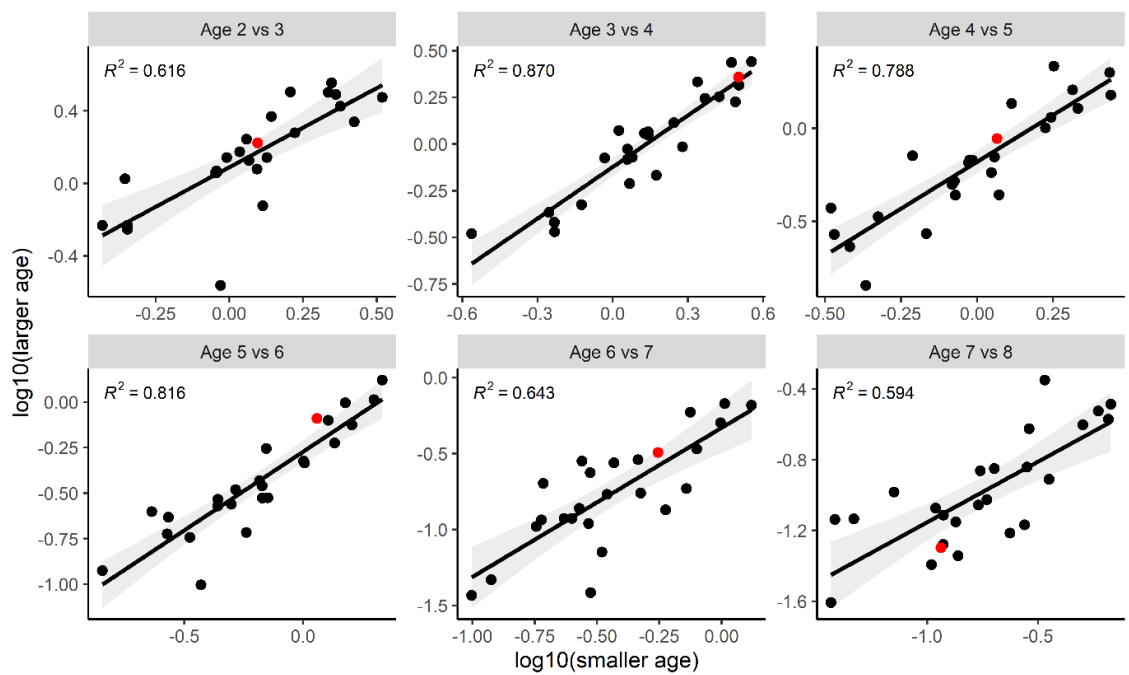 Age 2 vs 3
R² = 0.616
0.4
0.0
-0.4
-0.25 0.00 0.25 0.50
Age 3 vs 4
R² = 0.870
0.50
0.25
0.00
-0.25
-0.50
-0.75
-0.6 -0.3 0.0 0.3 0.6
Age 4 vs 5
R² = 0.788
0.0
-0.5
-0.50 -0.25 0.00 0.25
Age 5 vs 6
R² = 0.816
0.00
-0.25
-0.50
-0.75
-1.00
-0.5 0.0
Age 6 vs 7
R² = 0.643
0.0
-0.5
-1.0
-1.5
-1.00 -0.75 -0.50 -0.25 0.00
Age 7 vs 8
R² = 0.594
-0.4
-0.8
-1.2
-1.6
-1.0 -0.5
log10(larger age)
log10(smaller age)